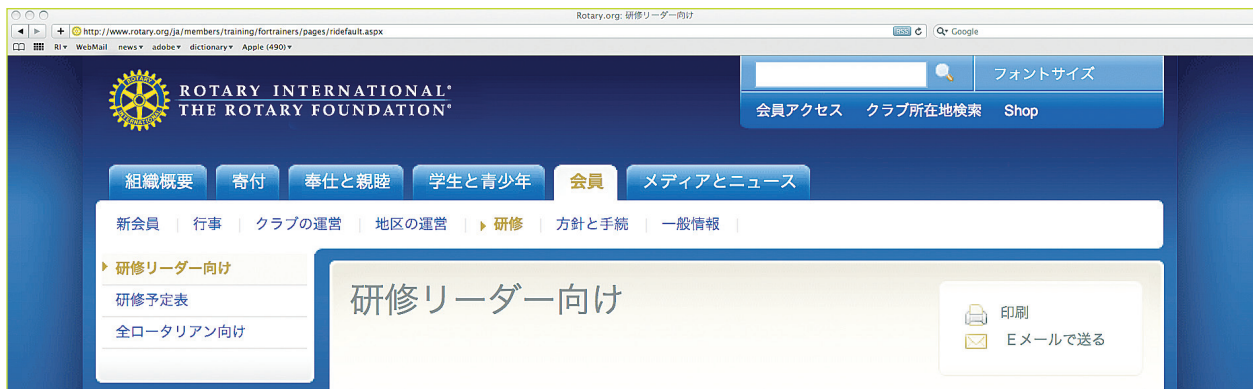 Rotary.org: 研修リーダー向け
http://www.rotary.org/ja/members/training/fortrainers/pages/ridefault.aspx RSS Google
RI WebMail news adobe dictionary Apple (490)
ROTARY INTERNATIONAL®
THE ROTARY FOUNDATION®
ROTARY
INTERNATIONAL
フォントサイズ
会員アクセス クラブ所在地検索 Shop
組織概要 寄付 奉仕と親睦 学生と青少年 会員 メディアとニュース
新会員 行事 クラブの運営 地区の運営 研修 方針と手続 一般情報
研修リーダー向け
研修予定表
全ロータリアン向け
研修リーダー向け
印刷
Eメールで送る